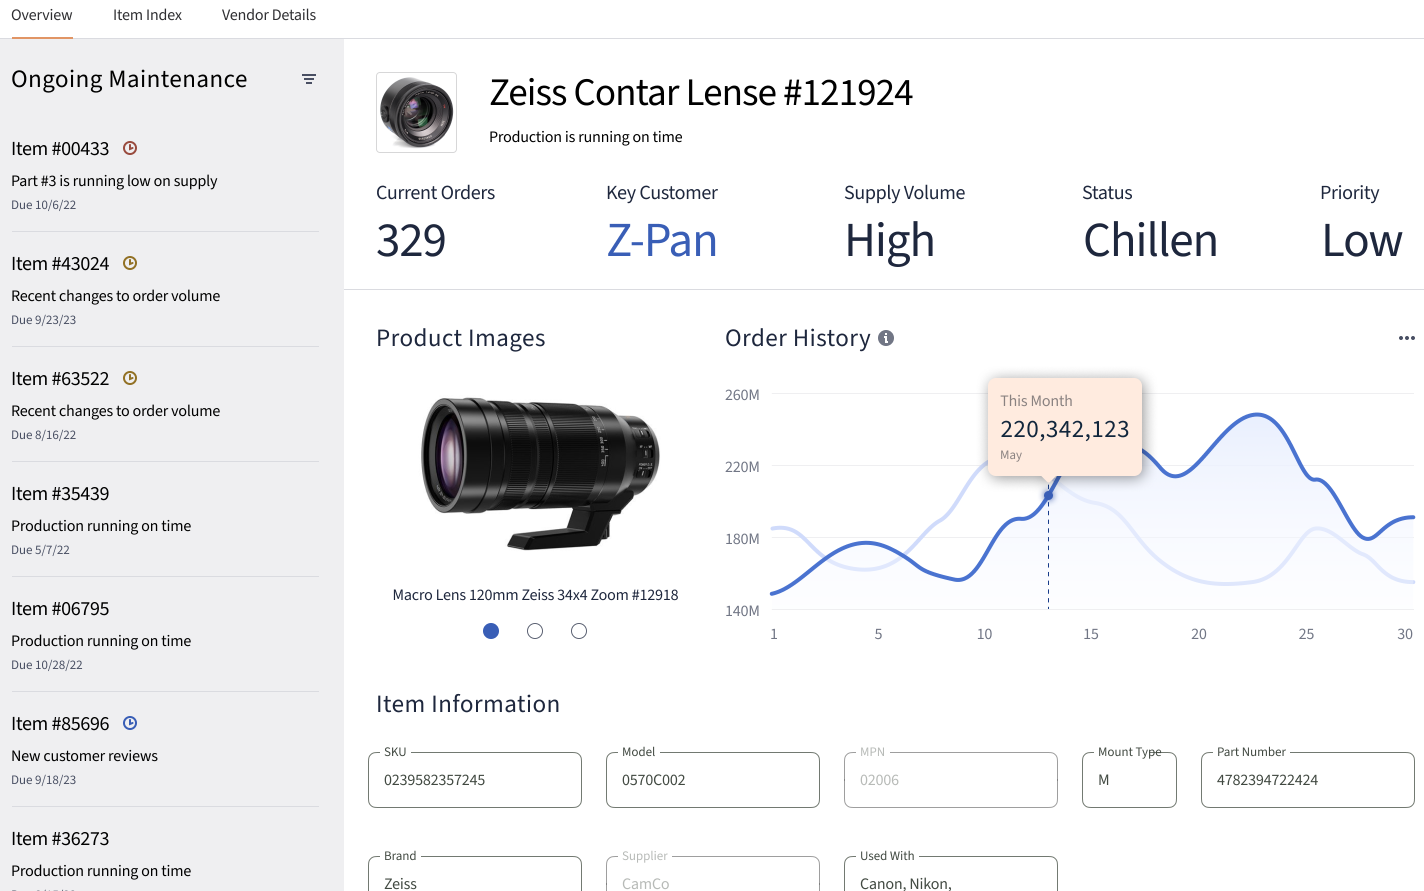 Overview
Item Index
Vendor Details
Ongoing Maintenance
Item #00433
Part #3 is running low on supply
Due 10/6/22
Item #43024
Recent changes to order volume
Due 9/23/23
Item #63522
Recent changes to order volume
Due 8/16/22
Item #35439
Production running on time
Due 5/7/22
Item #06795
Production running on time
Due 10/28/22
Item #85696
New customer reviews
Due 9/18/23
Item #36273
Production running on time
Zeiss Contar Lense #121924
Production is running on time
Current Orders
329
Key Customer
Z-Pan
Supply Volume
High
Status
Chillen
Priority
Low
Product Images
Macro Lens 120mm Zeiss 34x4 Zoom #12918
Order History
260M
220M
180M
140M
This Month
220,342,123
May
1
5
10
15
20
25
30
Item Information
SKU
0239582357245
Model
0570C002
MPN
02006
Mount Type
M
Part Number
4782394722424
Brand
Zeiss
Supplier
CamCo
Used With
Canon, Nikon,